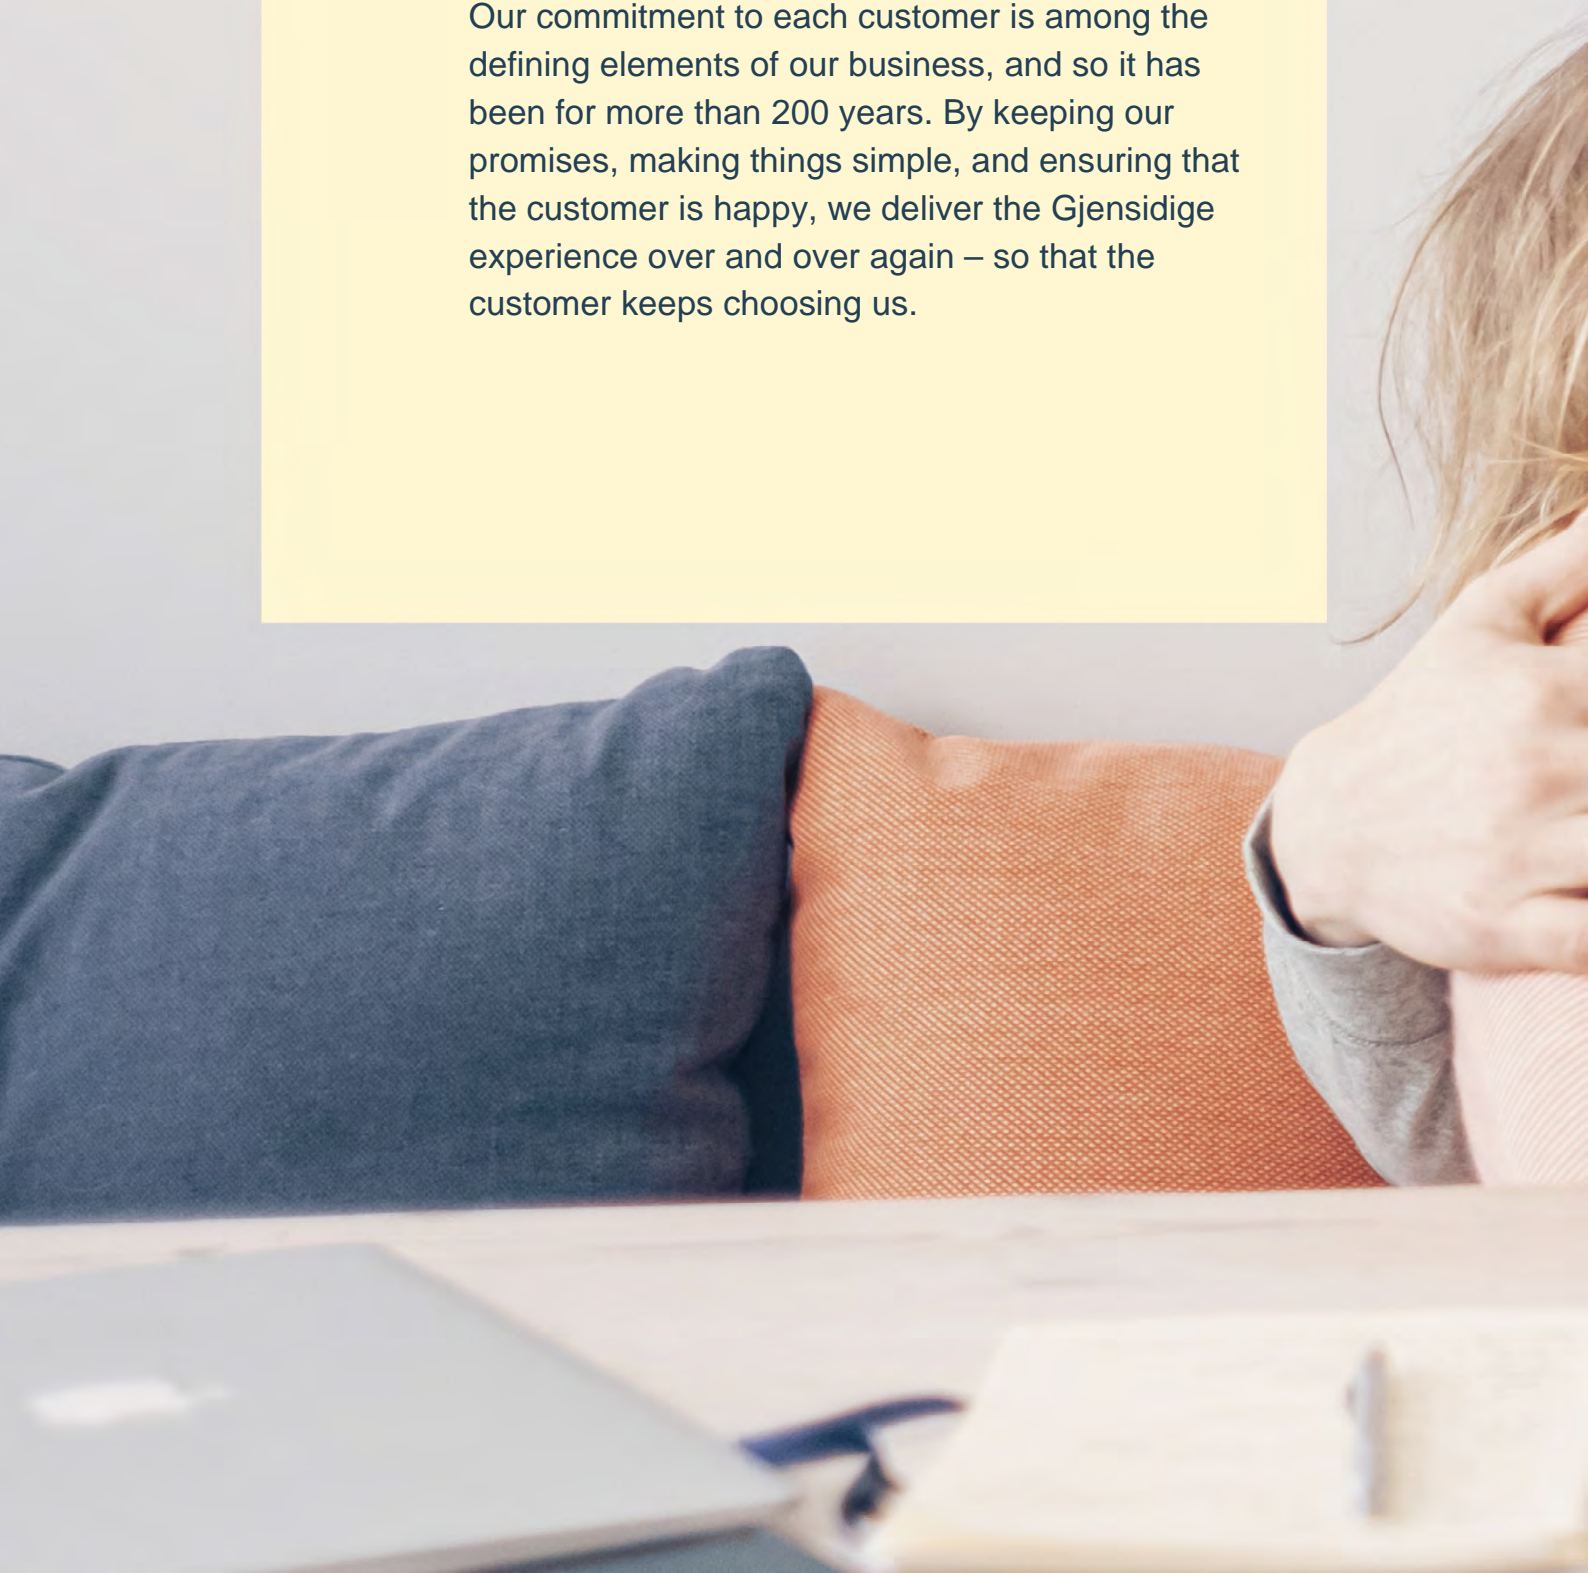 Our commitment to each customer is among the
defining elements of our business, and so it has
been for more than 200 years. By keeping our
promises, making things simple, and ensuring that
the customer is happy, we deliver the Gjensidige
experience over and over again – so that the
customer keeps choosing us.